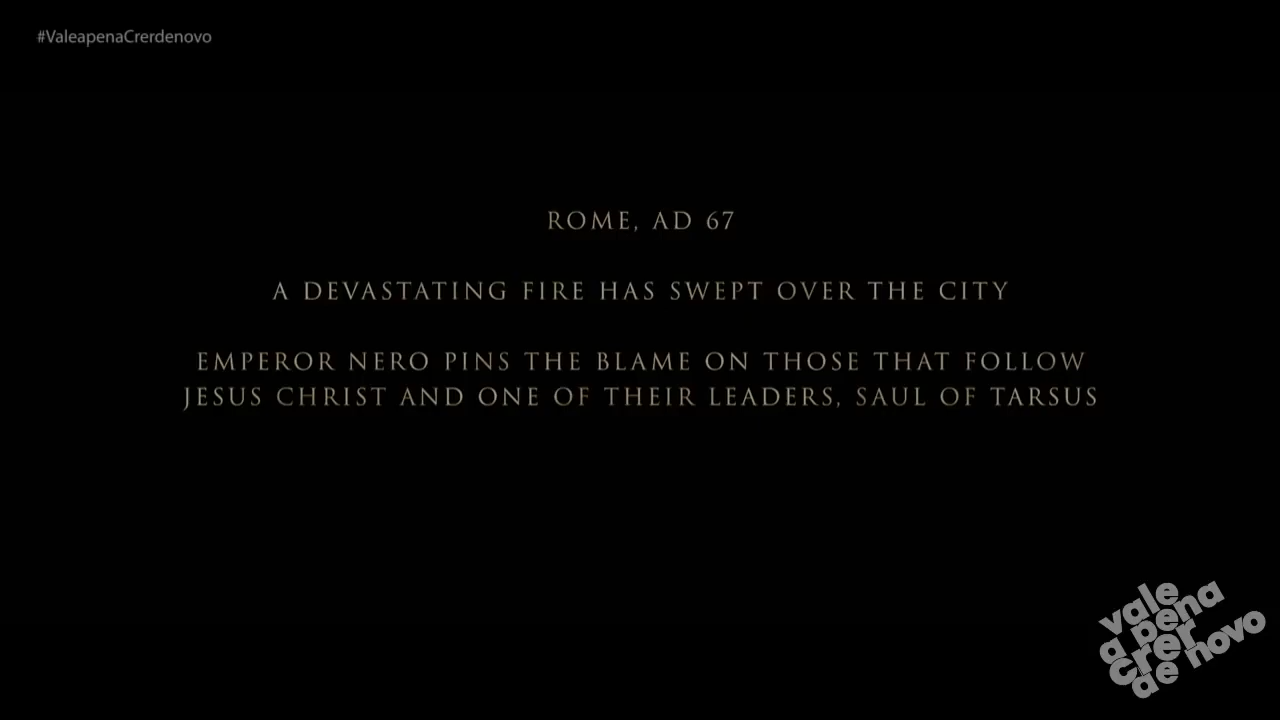 #ValeapenaCrerdenovo
ROME, AD 67
A DEVASTATING FIRE HAS SWEPT OVER THE CITY
EMPEROR NERO PINS THE BLAME ON THOSE THAT FOLLOW
JESUS CHRIST AND ONE OF THEIR LEADERS, SAUL OF TARSUS
vale
a pena
crer
de novo